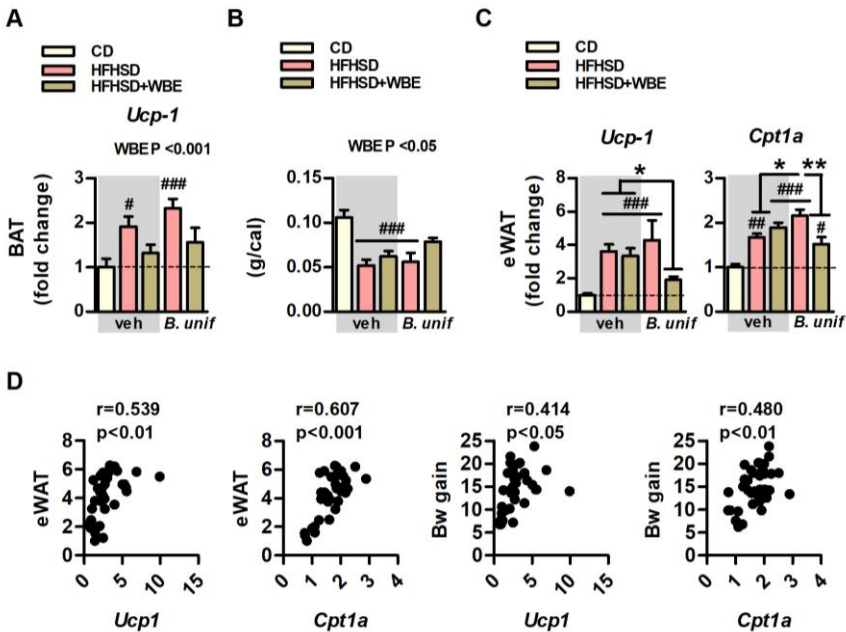 A
CD
HFHSD
HFHSD+WBE
Ucp-1
WBE P <0.001
BAT
(fold change)
3
2
1
0
#
###
veh
B. unif
B
CD
HFHSD
HFHSD+WBE
WBE P <0.05
(g/cal)
0.15
0.10
0.05
0.00
###
veh
B. unif
C
CD
HFHSD
HFHSD+WBE
Ucp-1
eWAT
(fold change)
8
6
4
2
0
*
###
veh
B. unif
Cpt1a
3
2
1
0
*
**
###
##
#
veh
B. unif
D
r=0.539
p<0.01
eWAT
8
6
4
2
0
0
5
10
15
Ucp1
r=0.607
p<0.001
eWAT
8
6
4
2
0
0
1
2
3
4
Cpt1a
r=0.414
p<0.05
Bw gain
25
20
15
10
5
0
0
5
10
15
Ucp1
r=0.480
p<0.01
Bw gain
25
20
15
10
5
0
0
1
2
3
4
Cpt1a